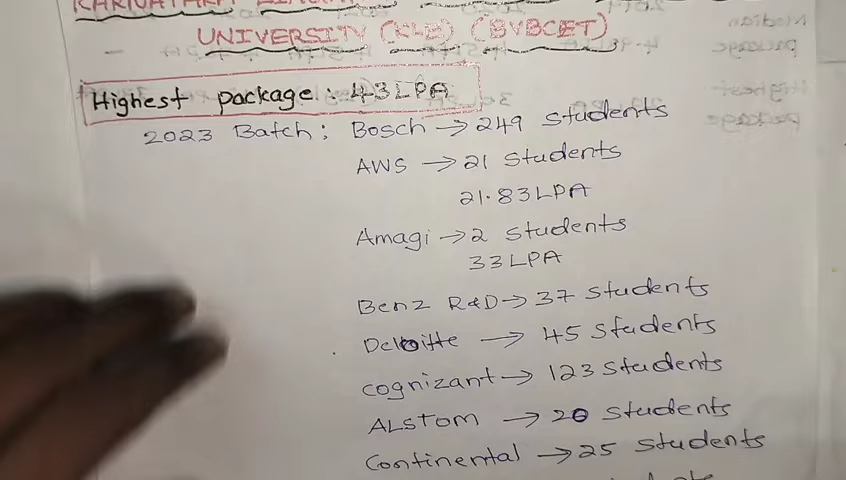 UNIVERSITY (KLE) (BVBCET)
Highest package: 43LPA
2023 Batch: Bosch → 249 students
AWS → 21 students
21.83LPA
Amagi → 2 students
33LPA
Benz R&D → 37 students
Deloitte → 45 students
cognizant → 123 students
ALSTOM → 20 students
Continental → 25 students